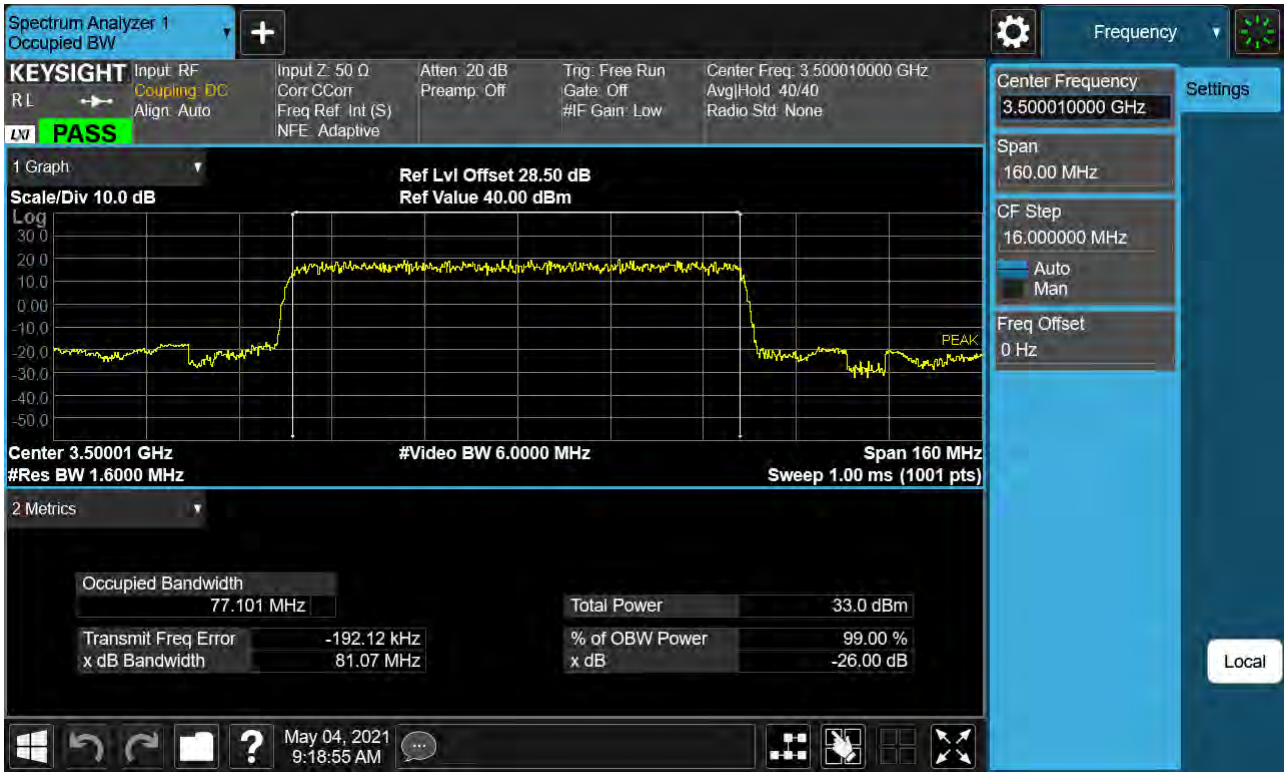 Spectrum Analyzer 1
Occupied BW
+
Frequency
KEYSIGHT
RL
LXI PASS
Input: RF
Coupling: DC
Align: Auto
Input Z: 50 Ω
Corr CCorr
Freq Ref: Int (S)
NFE: Adaptive
Atten: 20 dB
Preamp: Off
Trig: Free Run
Gate: Off
#IF Gain: Low
Center Freq: 3.500010000 GHz
Avg|Hold: 40/40
Radio Std: None
Center Frequency
3.500010000 GHz
Settings
Span
160.00 MHz
CF Step
16.000000 MHz
Auto
Man
Freq Offset
0 Hz
Local
1 Graph
Scale/Div 10.0 dB
Ref Lvl Offset 28.50 dB
Ref Value 40.00 dBm
Log
30.0
20.0
10.0
0.00
-10.0
-20.0
-30.0
-40.0
-50.0
PEAK
Center 3.50001 GHz
#Video BW 6.0000 MHz
Span 160 MHz
#Res BW 1.6000 MHz
Sweep 1.00 ms (1001 pts)
2 Metrics
Occupied Bandwidth
77.101 MHz
Total Power 33.0 dBm
Transmit Freq Error -192.12 kHz
% of OBW Power 99.00 %
x dB Bandwidth 81.07 MHz
x dB -26.00 dB
?
May 04, 2021
9:18:55 AM